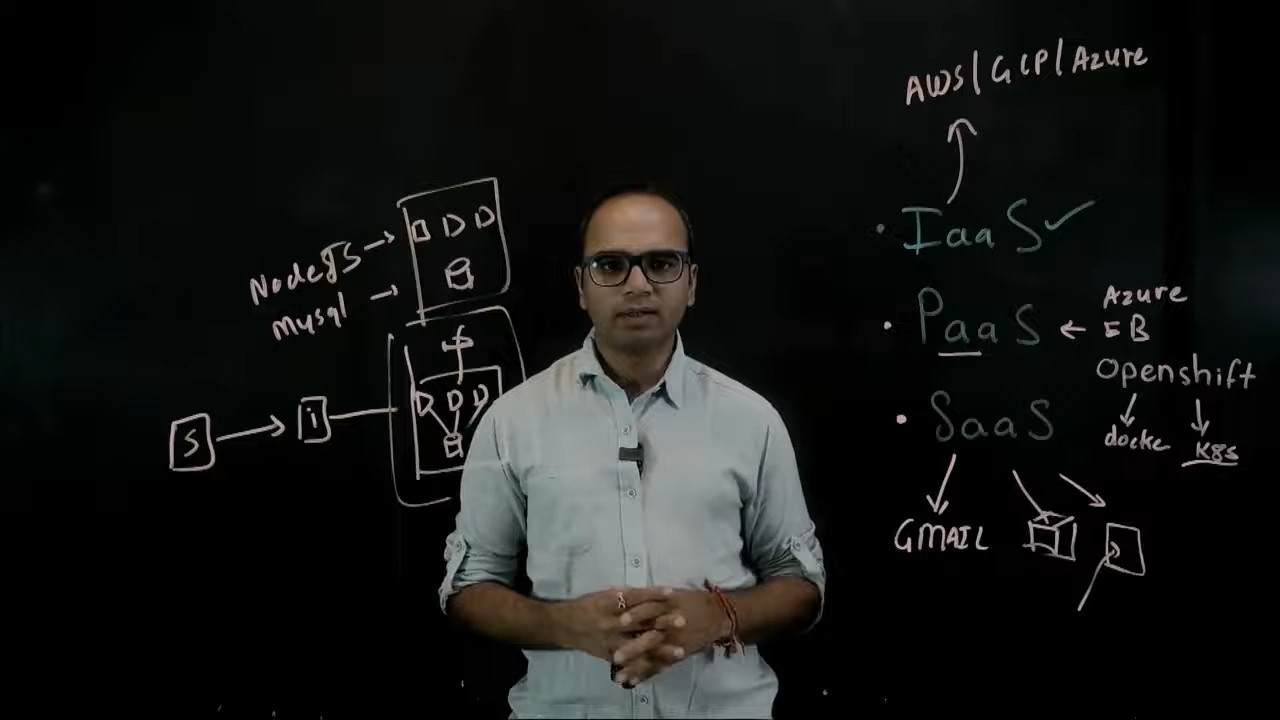 NodeJS
mysql
S
i
AWS/GCP/Azure
IaaS
PaaS
Azure
EB
Openshift
docke
K8s
SaaS
GMAIL